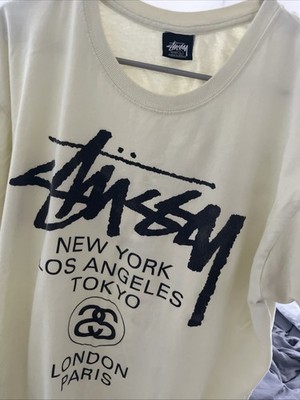 STÜSSY
STÜSSY
NEW YORK
LOS ANGELES
TOKYO
LONDON
PARIS